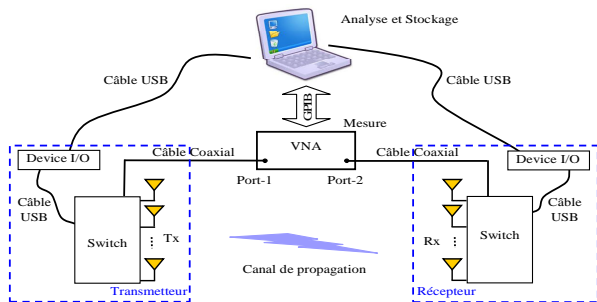 Analyse et Stockage
Câble USB
Câble USB
GPIB
Mesure
VNA
Device I/O
Câble Coaxial
Câble Coaxial
Device I/O
Port-1
Port-2
Câble
USB
Câble
USB
Switch
Tx
Rx
Switch
Canal de propagation
Transmetteur
Récepteur